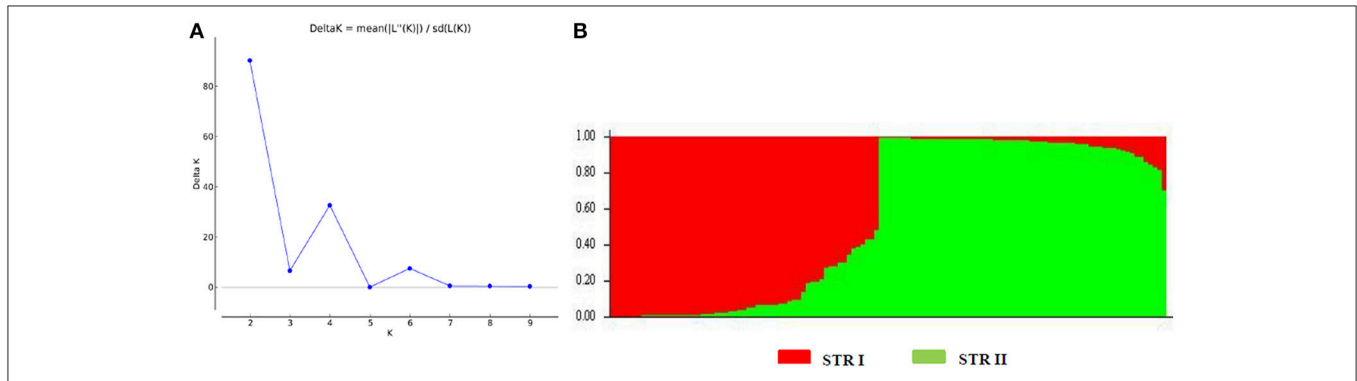 A
DeltaK = mean(|L''(K)|) / sd(L(K))
Delta K
80
60
40
20
0
2 3 4 5 6 7 8 9
K
B
1.00
0.80
0.60
0.40
0.20
0.00
STR I
STR II